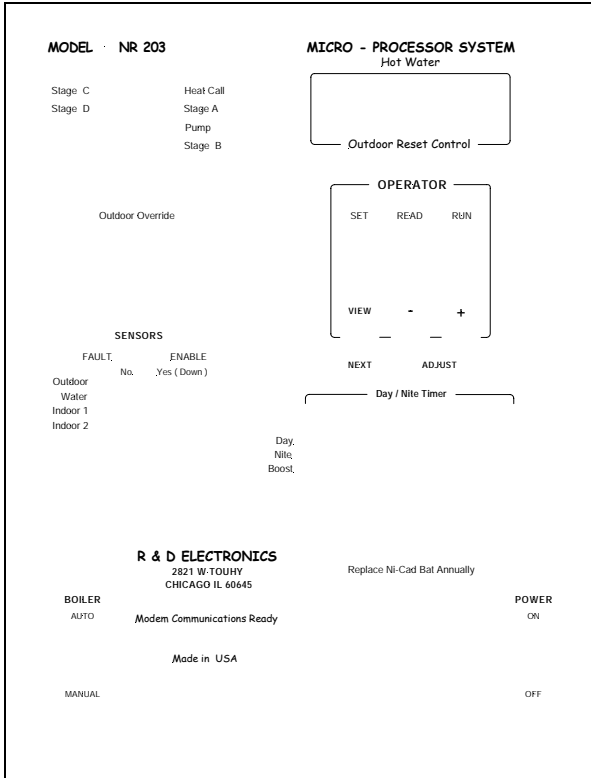 MODEL NR 203
MICRO - PROCESSOR SYSTEM
Hot Water
Stage C Heat Call
Stage D Stage A
Pump
Stage B
Outdoor Reset Control
OPERATOR
Outdoor Override
SET READ RUN
VIEW - +
SENSORS
FAULT ENABLE
No. Yes ( Down )
NEXT ADJUST
Outdoor
Water
Indoor 1
Indoor 2
Day / Nite Timer
Day
Nite
Boost
R & D ELECTRONICS
2821 W.TOUHY
CHICAGO IL 60645
Replace Ni-Cad Bat Annually
BOILER
POWER
AUTO
Modem Communications Ready
ON
Made in USA
MANUAL
OFF